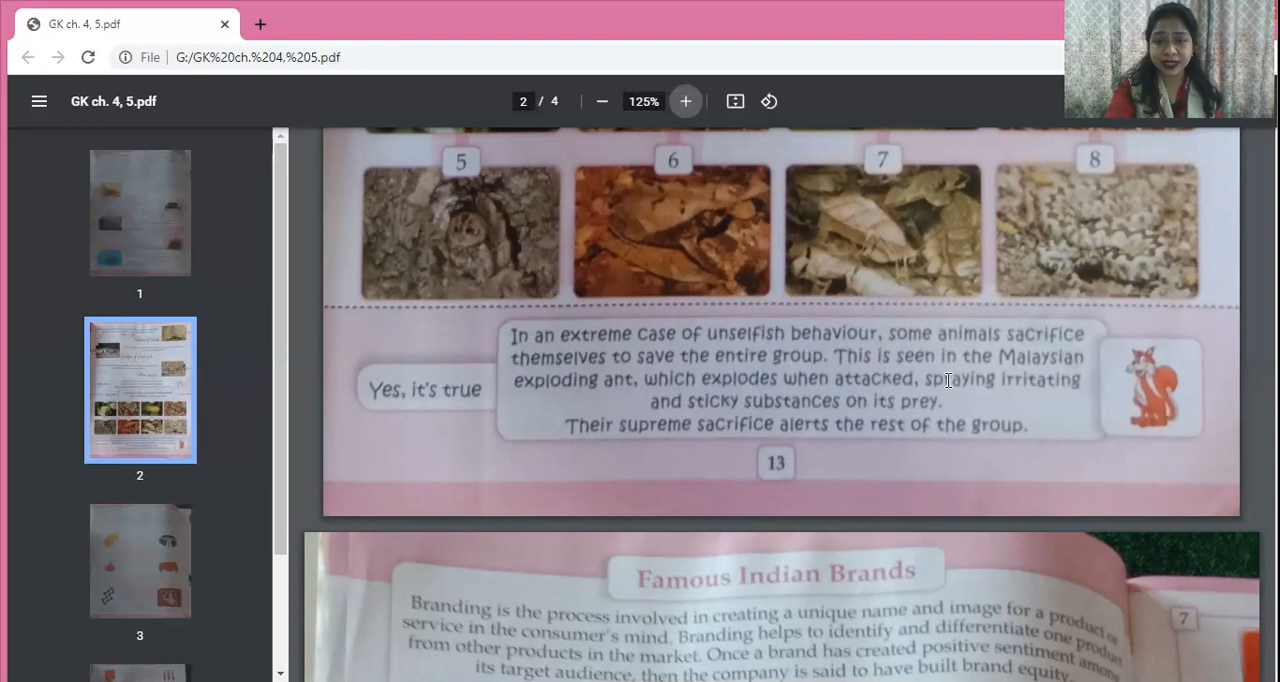 GK ch. 4, 5.pdf
File G:/GK%20ch.%204,%205.pdf
GK ch. 4, 5.pdf
2 / 4
125%
5 6 7 8
In an extreme case of unselfish behaviour, some animals sacrifice
themselves to save the entire group. This is seen in the Malaysian
exploding ant, which explodes when attacked, spraying irritating
and sticky substances on its prey.
Their supreme sacrifice alerts the rest of the group.
Yes, it's true
13
Famous Indian Brands
Branding is the process involved in creating a unique name and image for a product or
service in the consumer's mind. Branding helps to identify and differentiate one product
from other products in the market. Once a brand has created positive sentiment among
its target audience, then the company is said to have built brand equity.
7
1
2
3